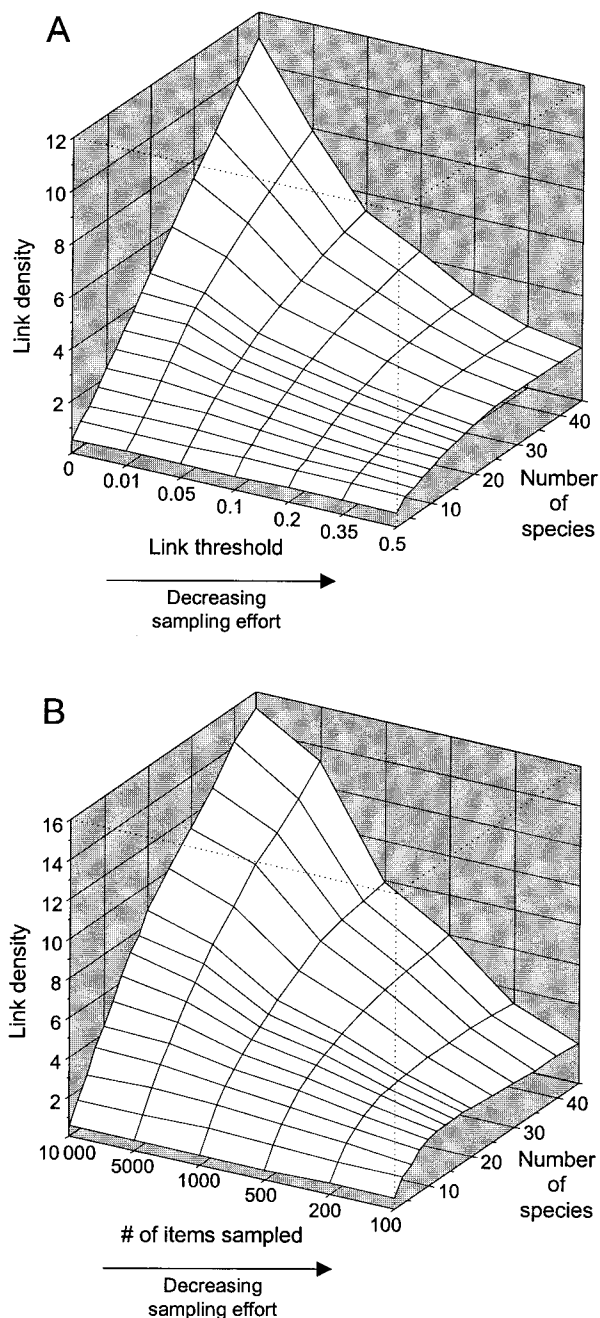 A
12
10
8
6
4
2
Link density
0
0.01
0.05
0.1
0.2
0.35
0.5
Link threshold
10
20
30
40
Number
of
species
Decreasing
sampling effort
B
16
14
12
10
8
6
4
2
Link density
10 000
5000
1000
500
200
100
# of items sampled
10
20
30
40
Number
of
species
Decreasing
sampling effort